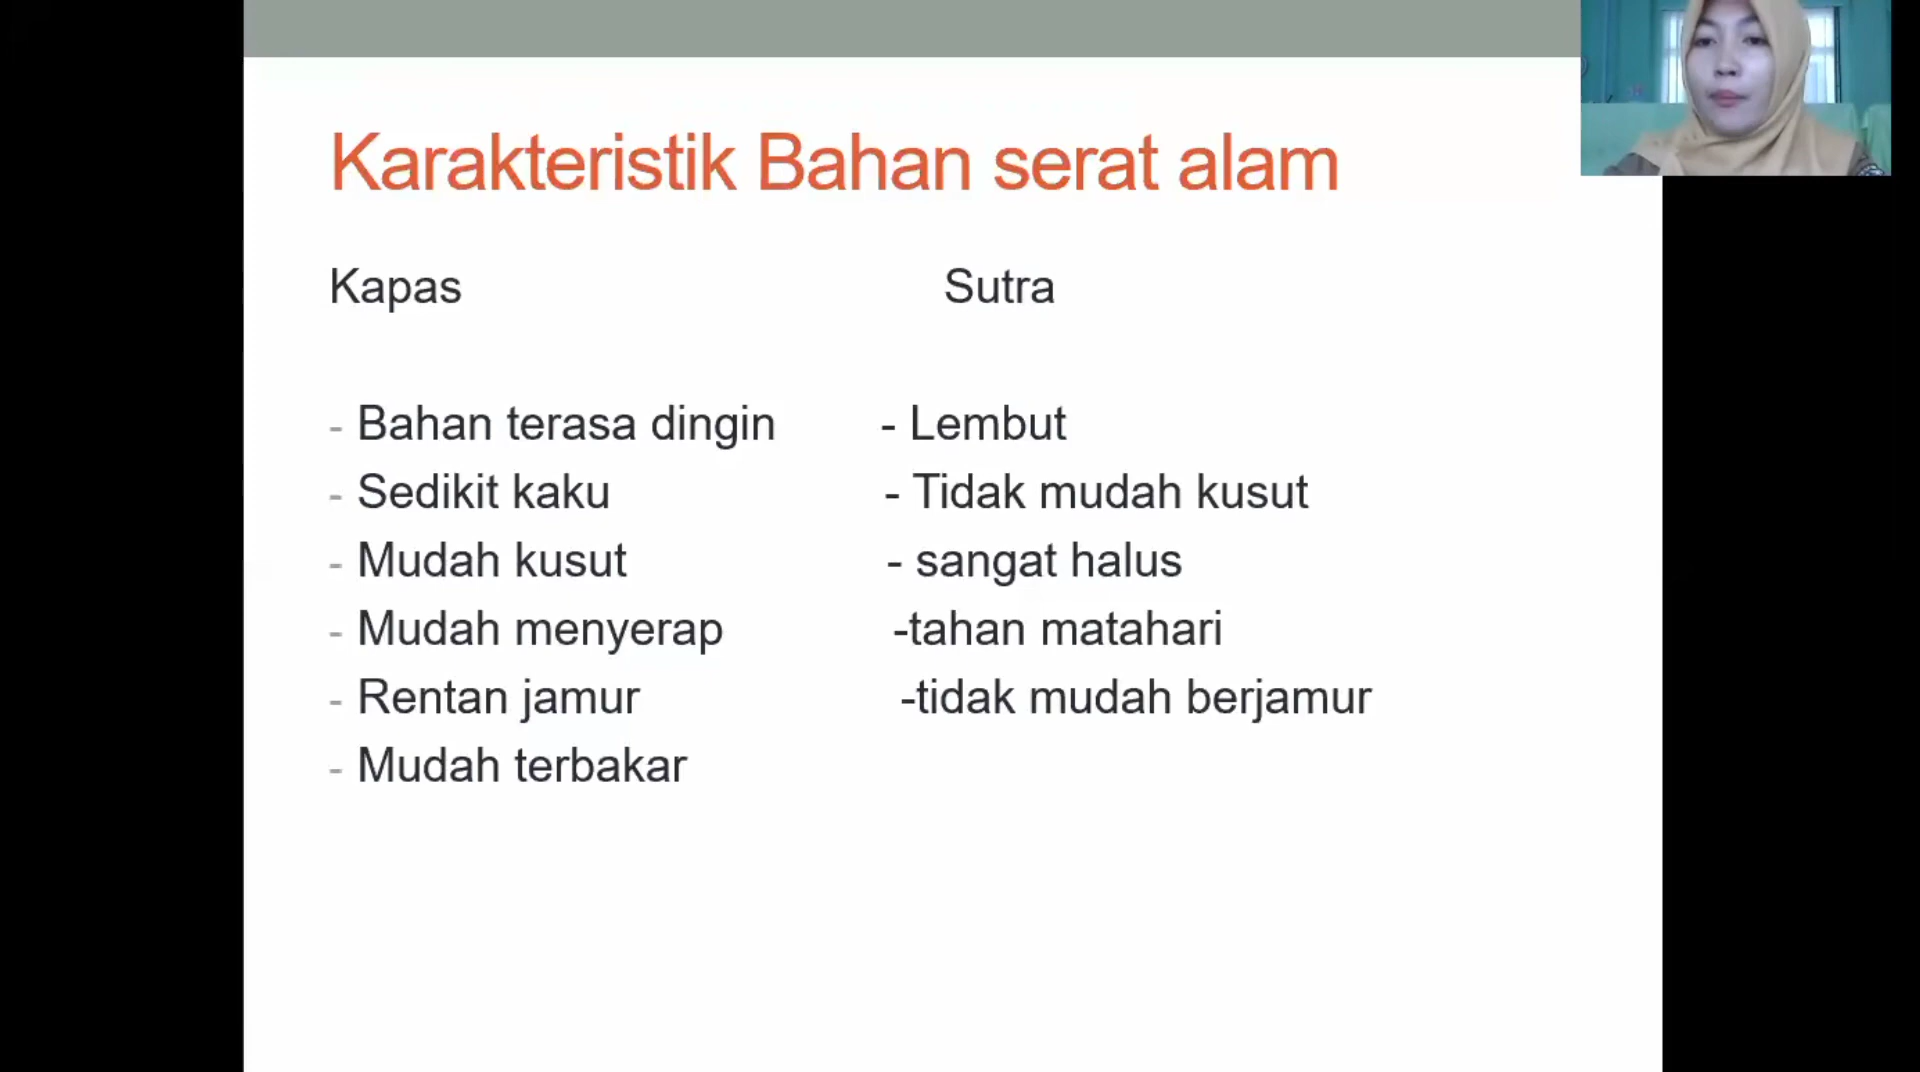 Karakteristik Bahan serat alam
Kapas Sutra
- Bahan terasa dingin - Lembut
- Sedikit kaku - Tidak mudah kusut
- Mudah kusut - sangat halus
- Mudah menyerap -tahan matahari
- Rentan jamur -tidak mudah berjamur
- Mudah terbakar